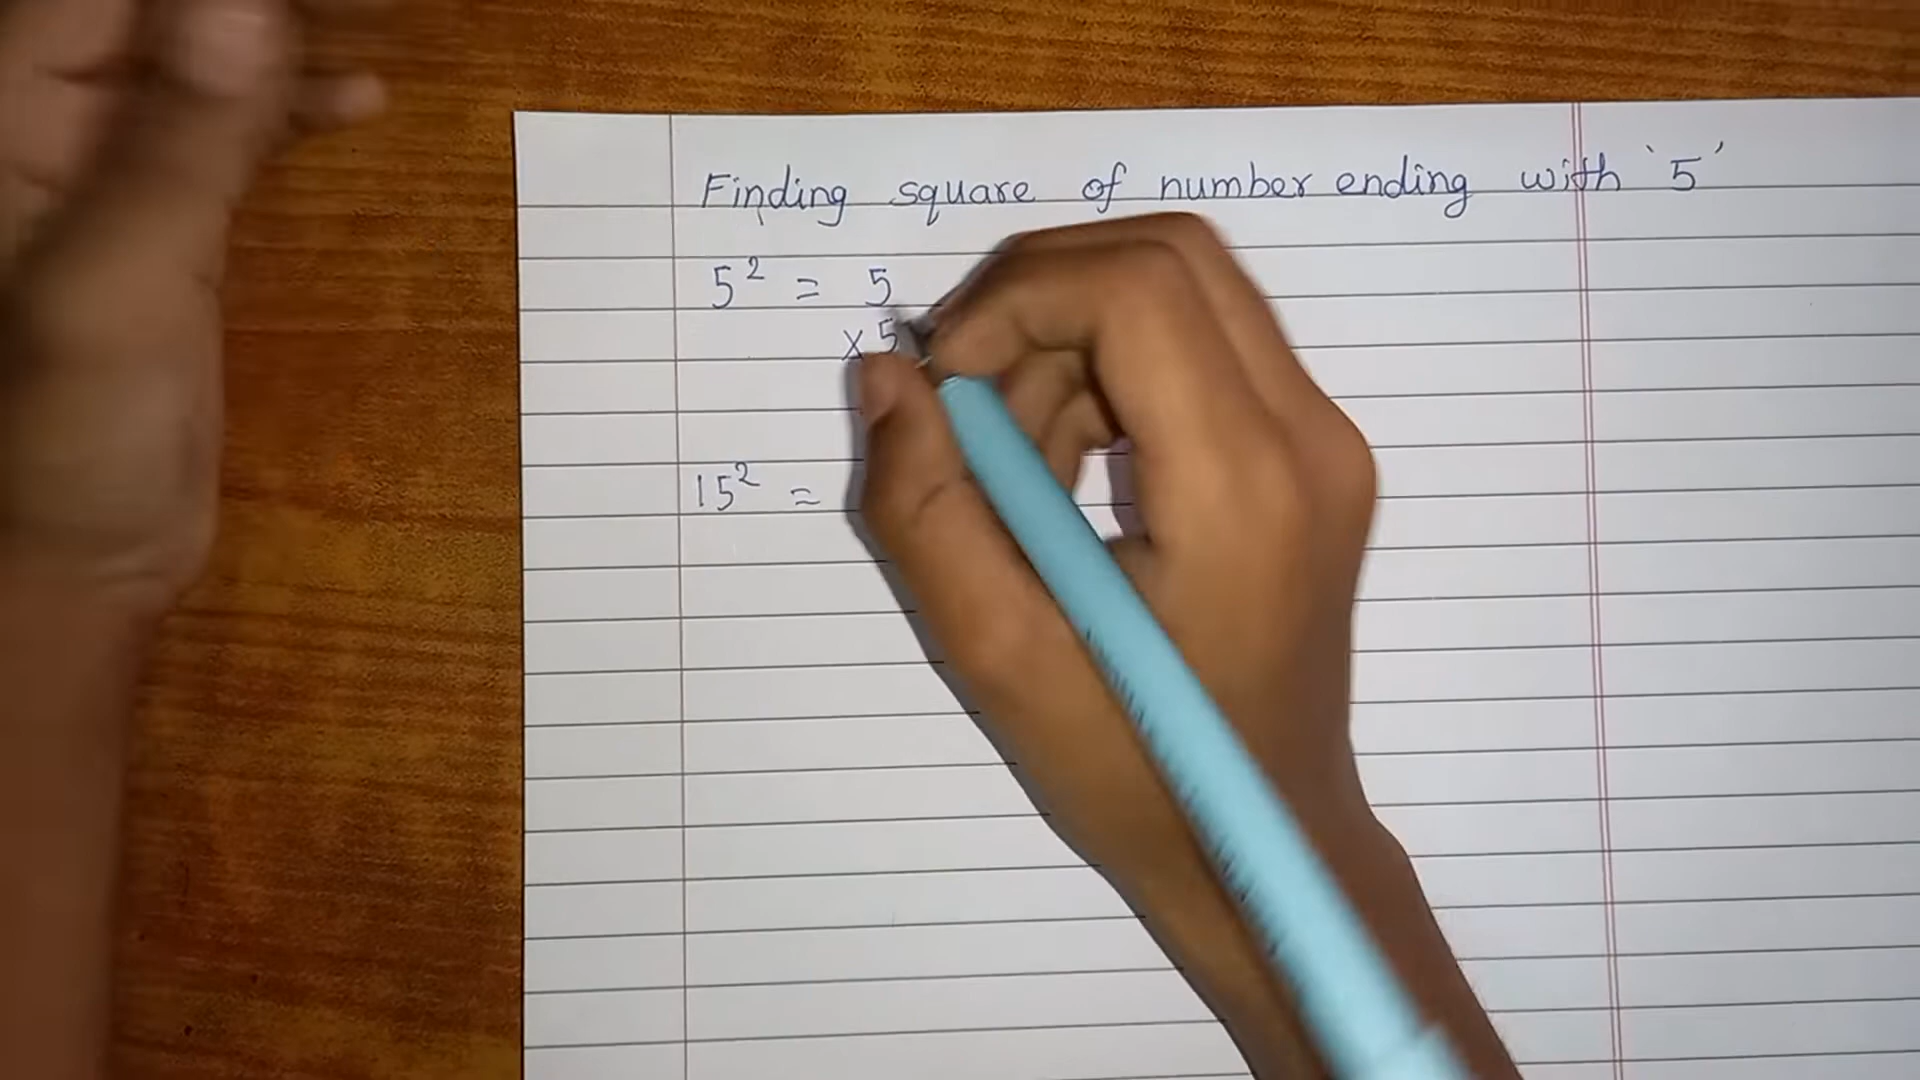 Finding square of number ending with '5'
5² = 5
x 5
15² =